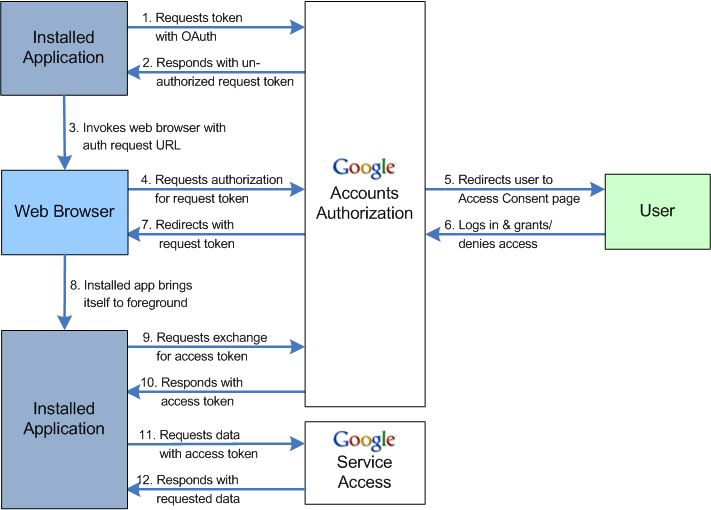 Installed
Application
1. Requests token
with OAuth
2. Responds with un-
authorized request token
3. Invokes web browser with
auth request URL
Web Browser
4. Requests authorization
for request token
7. Redirects with
request token
Google
Accounts
Authorization
5. Redirects user to
Access Consent page
6. Logs in & grants/
denies access
User
8. Installed app brings
itself to foreground
Installed
Application
9. Requests exchange
for access token
10. Responds with
access token
11. Requests data
with access token
12. Responds with
requested data
Google
Service
Access